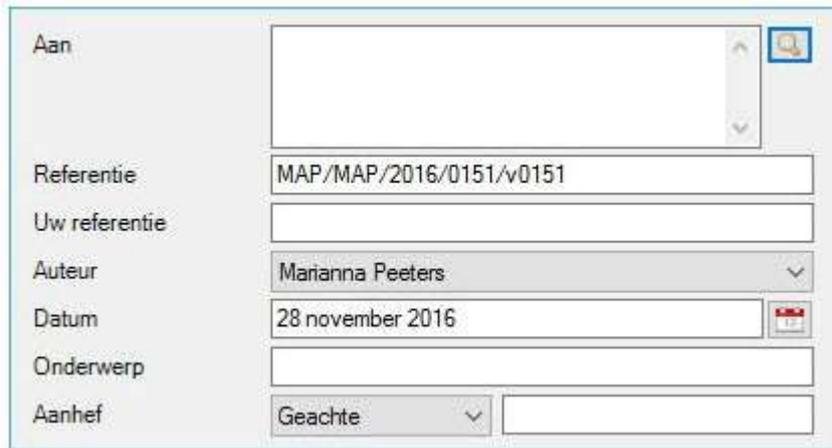 Aan
Referentie MAP/MAP/2016/0151/v0151
Uw referentie
Auteur Marianna Peeters
Datum 28 november 2016
Onderwerp
Aanhef Geachte